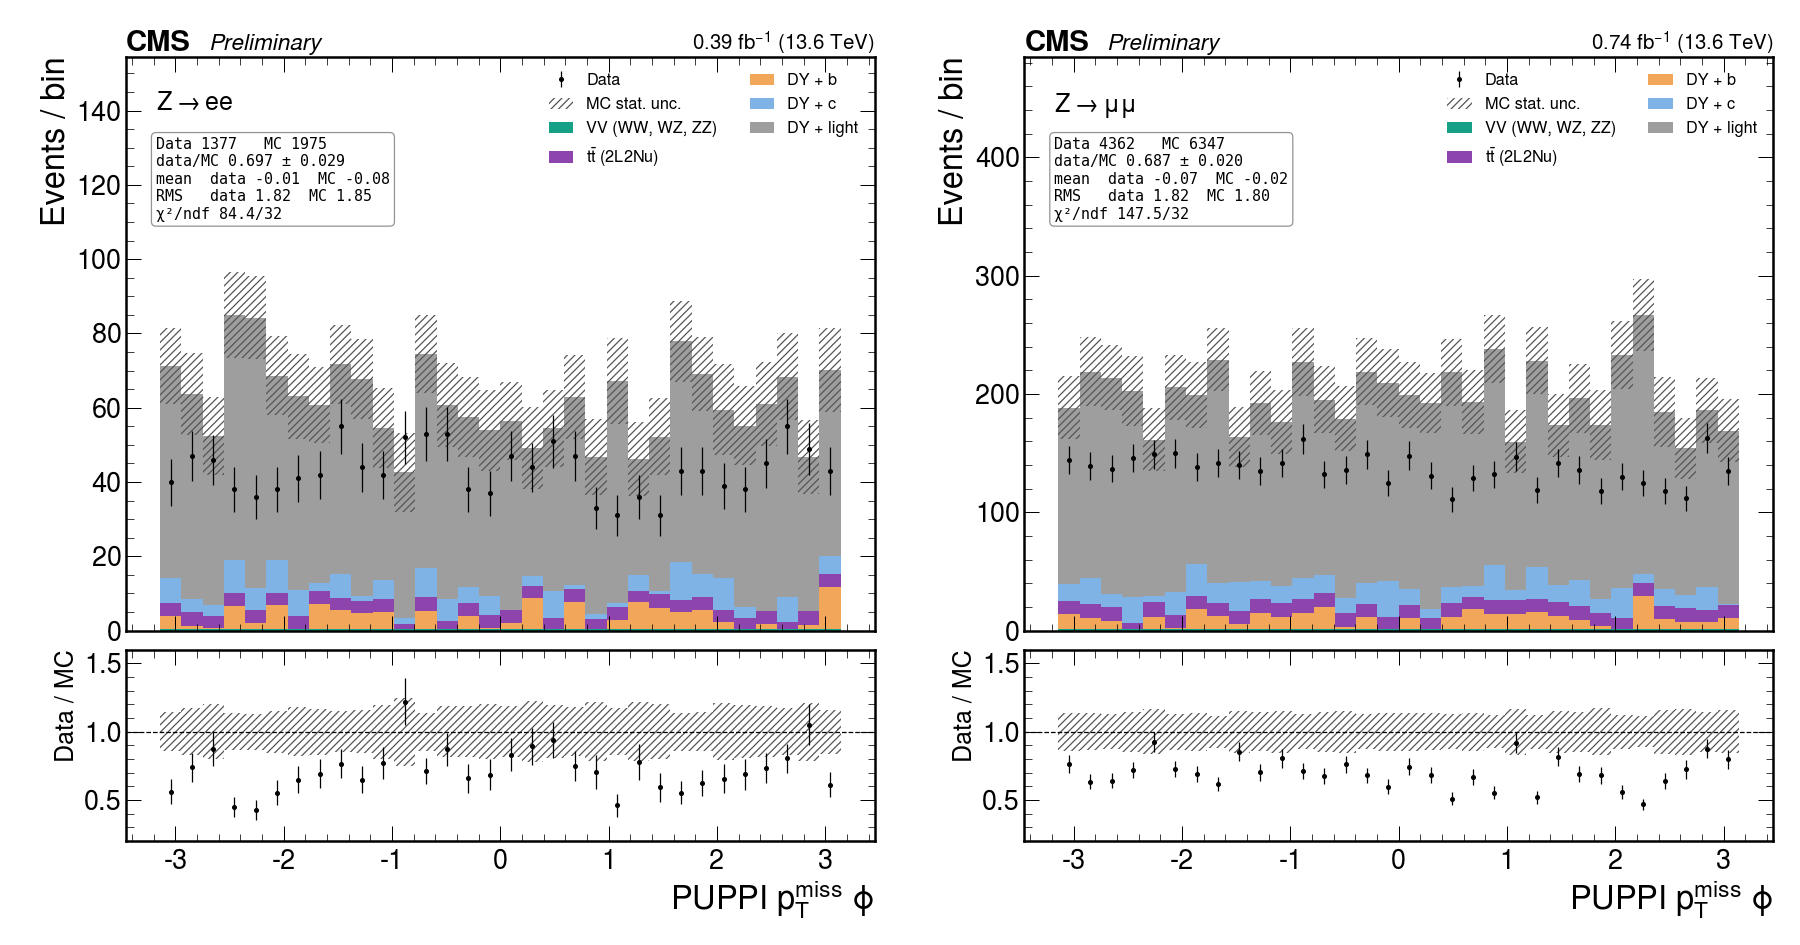 CMS Preliminary 0.39 fb⁻¹ (13.6 TeV)
Events / bin
Z→ee
Data
MC stat. unc.
VV (WW, WZ, ZZ)
tt̄ (2L2Nu)
DY + b
DY + c
DY + light
Data 1377 MC 1975
data/MC 0.697 ± 0.029
mean data -0.01 MC -0.08
RMS data 1.82 MC 1.85
χ²/ndf 84.4/32
140
120
100
80
60
40
20
0
Data / MC
1.5
1.0
0.5
-3 -2 -1 0 1 2 3
PUPPI p_T^miss ϕ
CMS Preliminary 0.74 fb⁻¹ (13.6 TeV)
Events / bin
Z→μμ
Data
MC stat. unc.
VV (WW, WZ, ZZ)
tt̄ (2L2Nu)
DY + b
DY + c
DY + light
Data 4362 MC 6347
data/MC 0.687 ± 0.020
mean data -0.07 MC -0.02
RMS data 1.82 MC 1.80
χ²/ndf 147.5/32
400
300
200
100
0
Data / MC
1.5
1.0
0.5
-3 -2 -1 0 1 2 3
PUPPI p_T^miss ϕ